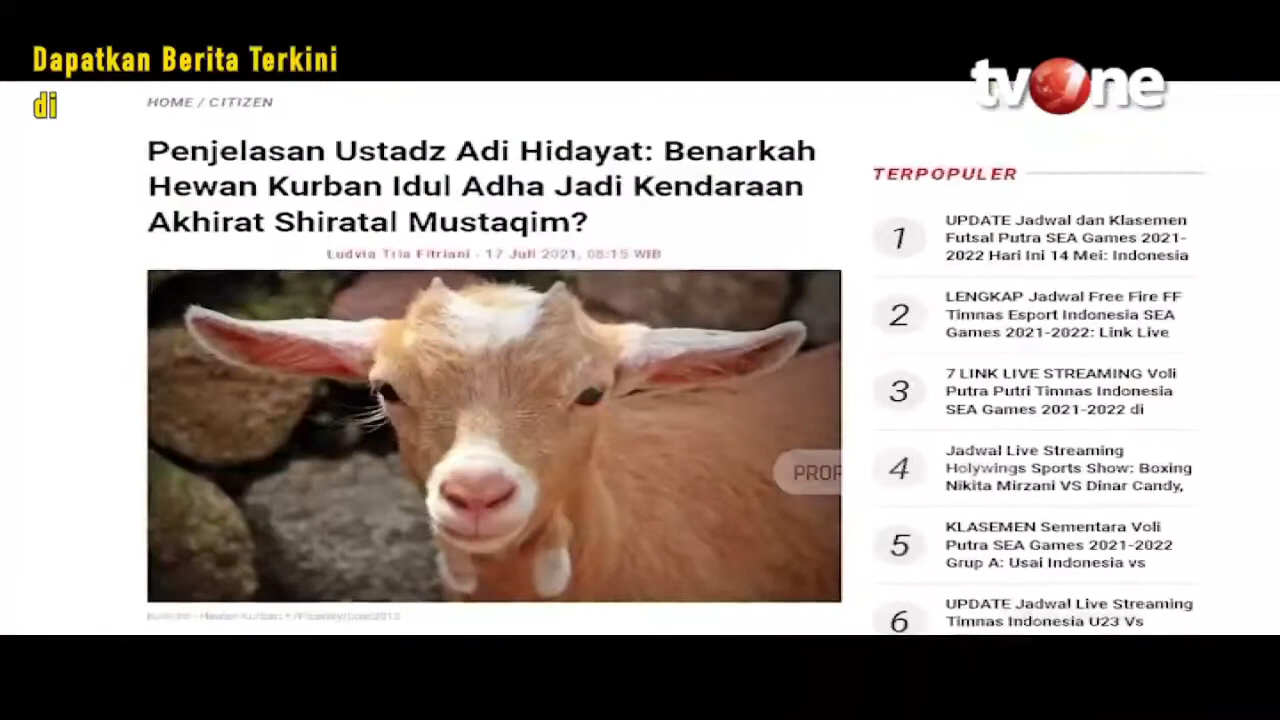 Dapatkan Berita Terkini
di
tvOne
HOME / CITIZEN
Penjelasan Ustadz Adi Hidayat: Benarkah
Hewan Kurban Idul Adha Jadi Kendaraan
Akhirat Shiratal Mustaqim?
Ludvia Tria Fitriani - 17 Juli 2021, 08:15 WIB
PROF
TERPOPULER
1
UPDATE Jadwal dan Klasemen
Futsal Putra SEA Games 2021-
2022 Hari Ini 14 Mei: Indonesia
2
LENGKAP Jadwal Free Fire FF
Timnas Esport Indonesia SEA
Games 2021-2022: Link Live
3
7 LINK LIVE STREAMING Voli
Putra Putri Timnas Indonesia
SEA Games 2021-2022 di
4
Jadwal Live Streaming
Holywings Sports Show: Boxing
Nikita Mirzani VS Dinar Candy,
5
KLASEMEN Sementara Voli
Putra SEA Games 2021-2022
Grup A: Usai Indonesia vs
6
UPDATE Jadwal Live Streaming
Timnas Indonesia U23 Vs